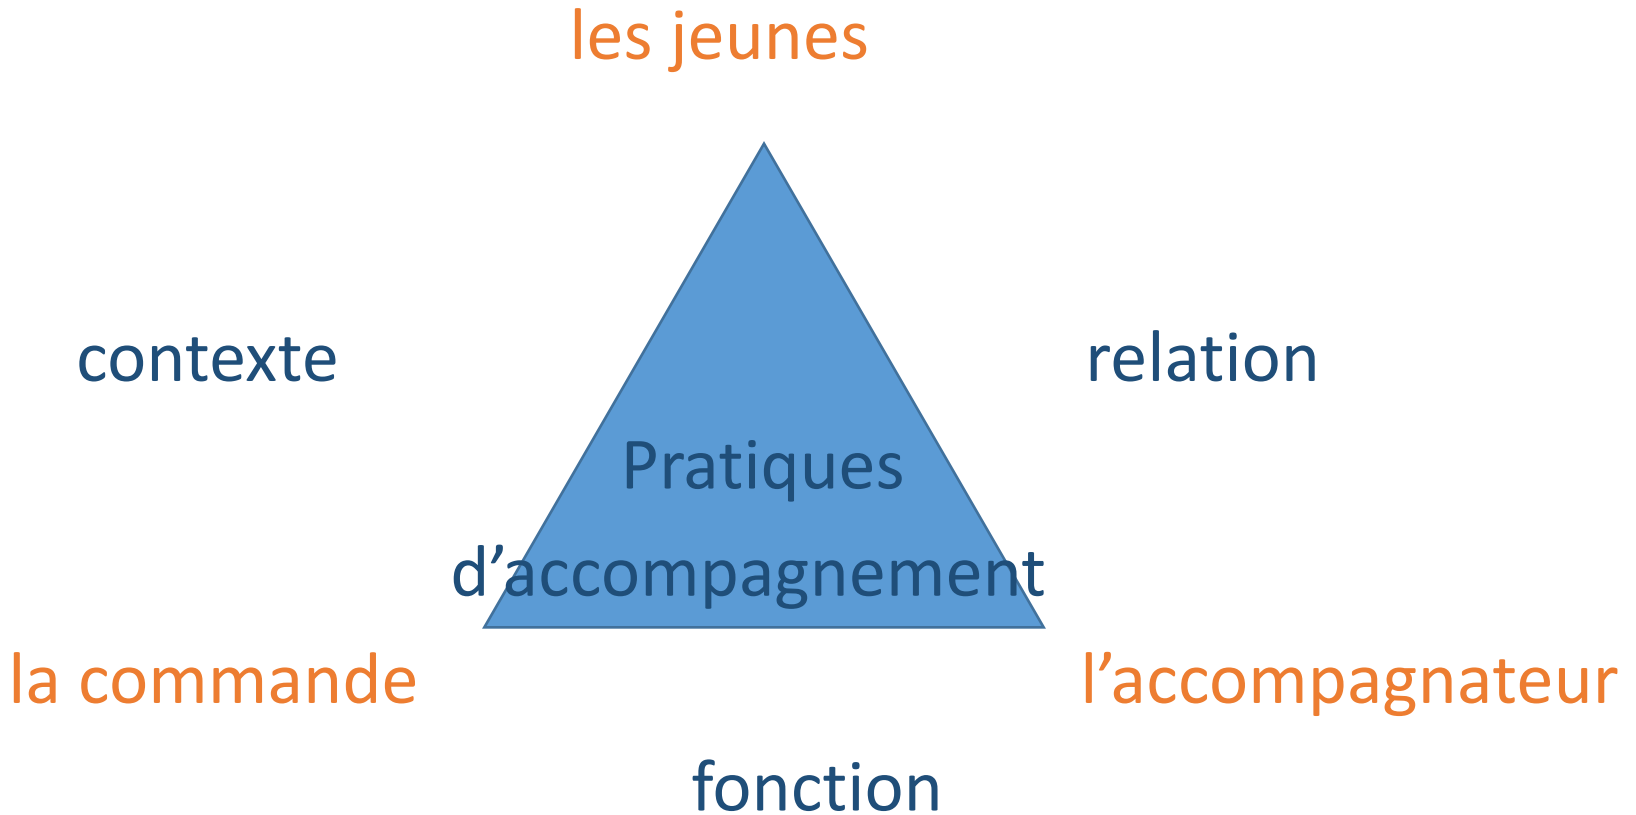 les jeunes
contexte
relation
Pratiques
d’accompagnement
la commande
l’accompagnateur
fonction